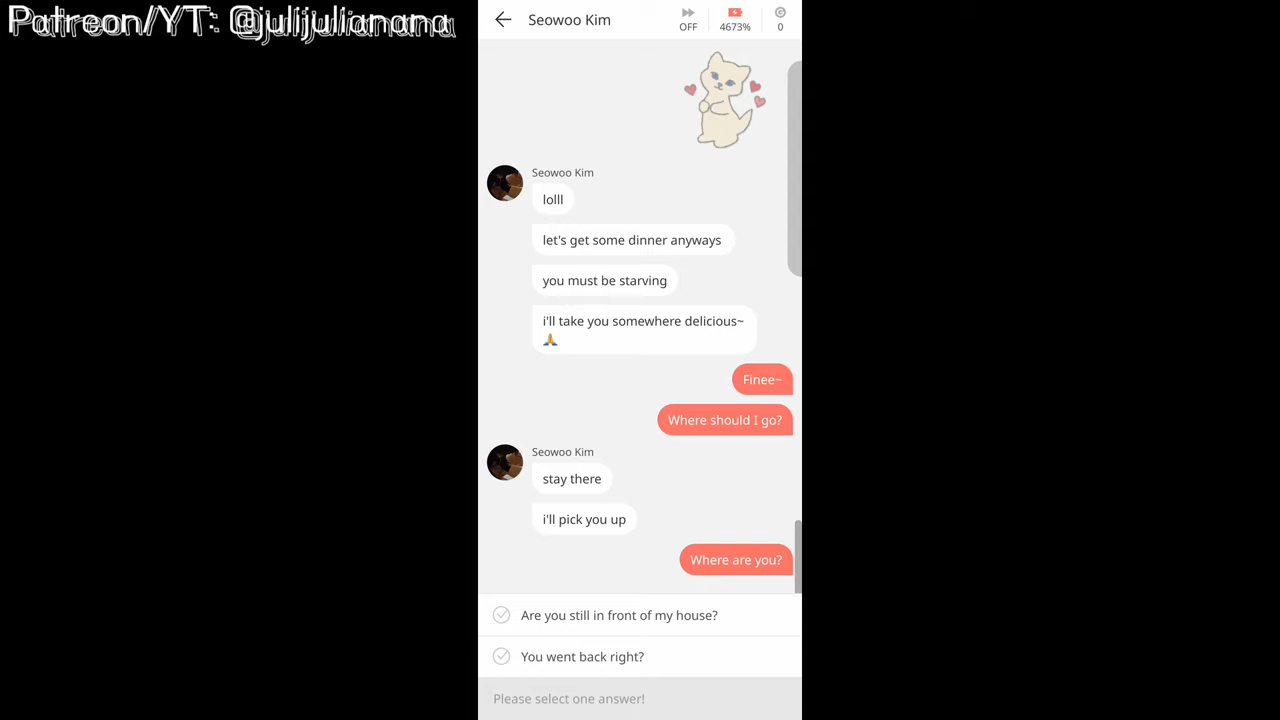 Patreon/YT: @julijulianana
Seowoo Kim
OFF
4673%
0
Seowoo Kim
lolll
let's get some dinner anyways
you must be starving
i'll take you somewhere delicious~
🙏
Finee~
Where should I go?
Seowoo Kim
stay there
i'll pick you up
Where are you?
Are you still in front of my house?
You went back right?
Please select one answer!